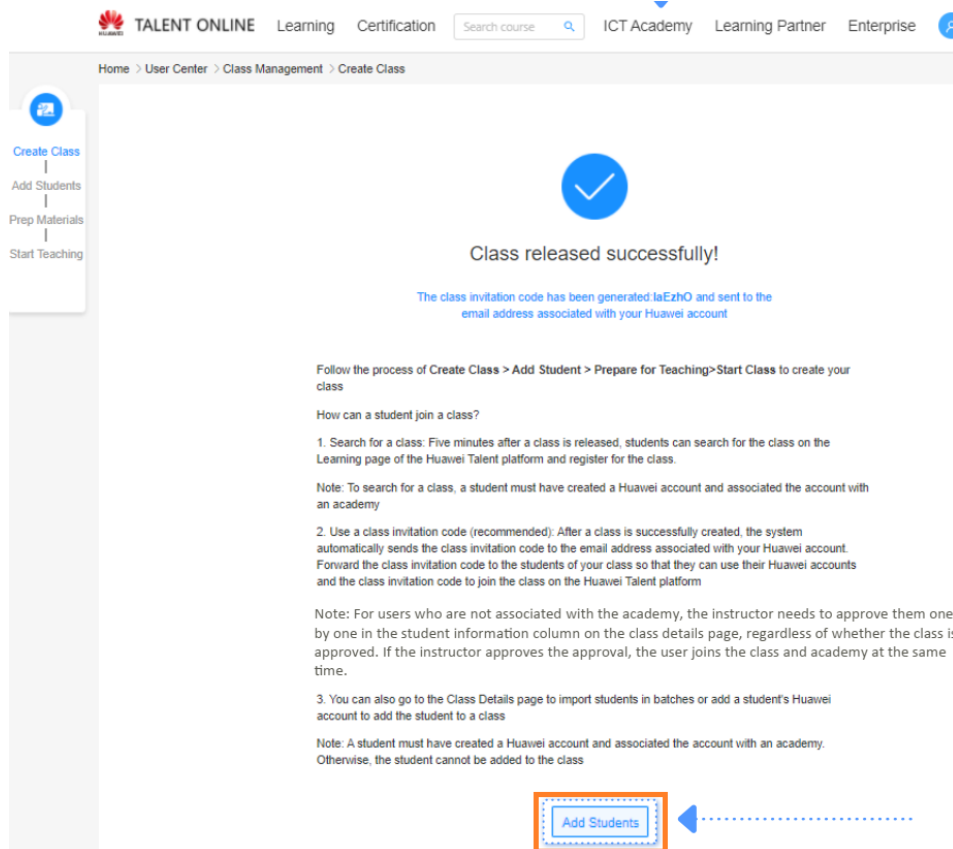 TALENT ONLINE Learning Certification Search course ICT Academy Learning Partner Enterprise
HUAWEI
Home > User Center > Class Management > Create Class
Create Class
Add Students
Prep Materials
Start Teaching
Class released successfully!
The class invitation code has been generated:IaEzhO and sent to the
email address associated with your Huawei account
Follow the process of Create Class > Add Student > Prepare for Teaching>Start Class to create your
class
How can a student join a class?
1. Search for a class: Five minutes after a class is released, students can search for the class on the
Learning page of the Huawei Talent platform and register for the class.
Note: To search for a class, a student must have created a Huawei account and associated the account with
an academy
2. Use a class invitation code (recommended): After a class is successfully created, the system
automatically sends the class invitation code to the email address associated with your Huawei account.
Forward the class invitation code to the students of your class so that they can use their Huawei accounts
and the class invitation code to join the class on the Huawei Talent platform
Note: For users who are not associated with the academy, the instructor needs to approve them one
by one in the student information column on the class details page, regardless of whether the class is
approved. If the instructor approves the approval, the user joins the class and academy at the same
time.
3. You can also go to the Class Details page to import students in batches or add a student's Huawei
account to add the student to a class
Note: A student must have created a Huawei account and associated the account with an academy.
Otherwise, the student cannot be added to the class
Add Students